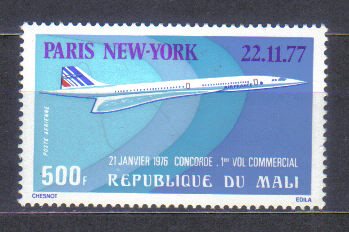 PARIS NEW-YORK 22.11.77
POSTE AERIENNE
21 JANVIER 1976 CONCORDE . 1ER VOL COMMERCIAL
500F REPUBLIQUE DU MALI
CHESNOT EDILA